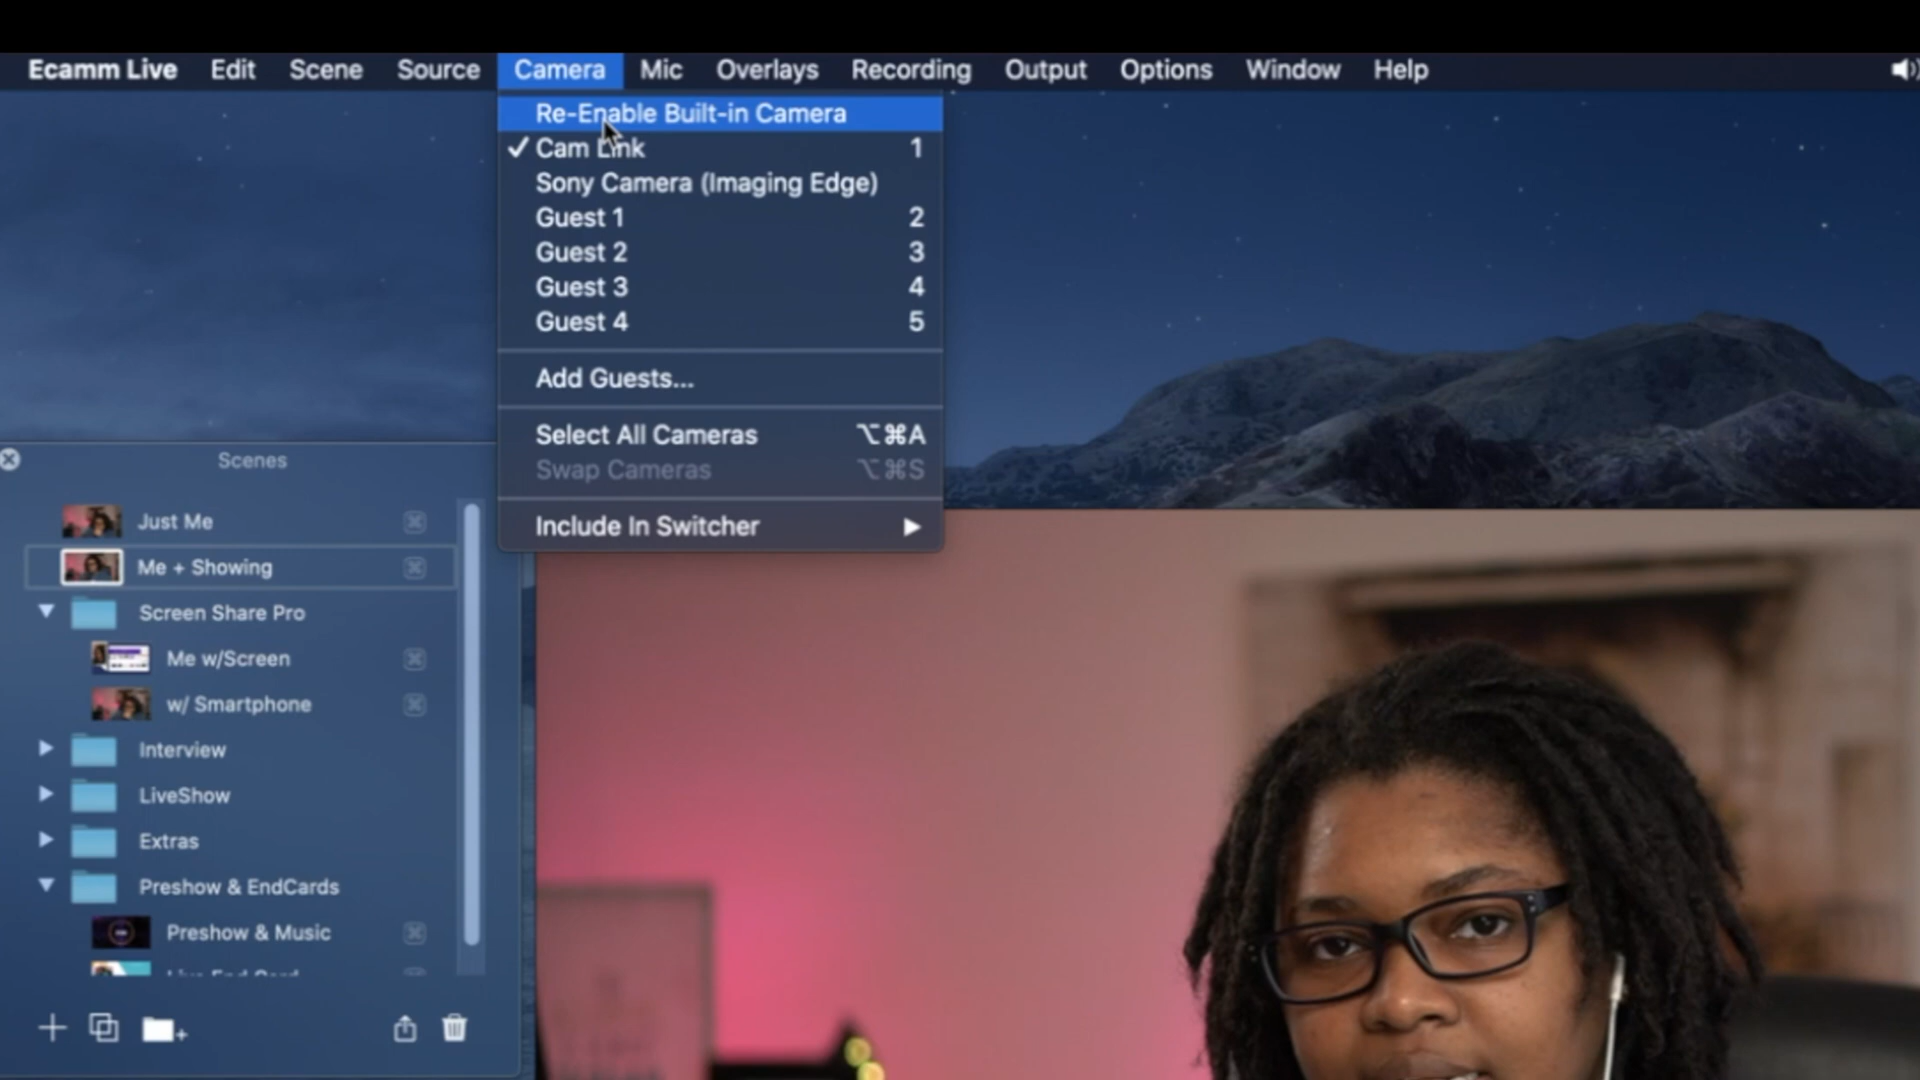 Ecamm Live Edit Scene Source Camera Mic Overlays Recording Output Options Window Help
Re-Enable Built-in Camera
✓ Cam Link 1
Sony Camera (Imaging Edge)
Guest 1 2
Guest 2 3
Guest 3 4
Guest 4 5
Add Guests...
Select All Cameras ⌥⌘A
Swap Cameras ⌥⌘S
Include In Switcher ▶
Scenes
Just Me ⌘
Me + Showing ⌘
Screen Share Pro
Me w/Screen ⌘
w/ Smartphone ⌘
Interview
LiveShow
Extras
Preshow & EndCards
Preshow & Music ⌘
Live End Card